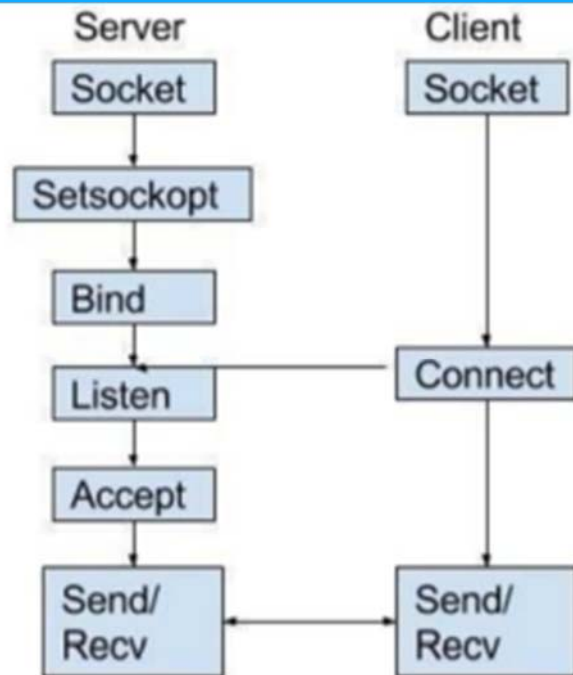 Server
Client
Socket
Socket
Setsockopt
Bind
Connect
Listen
Accept
Send/
Recv
Send/
Recv